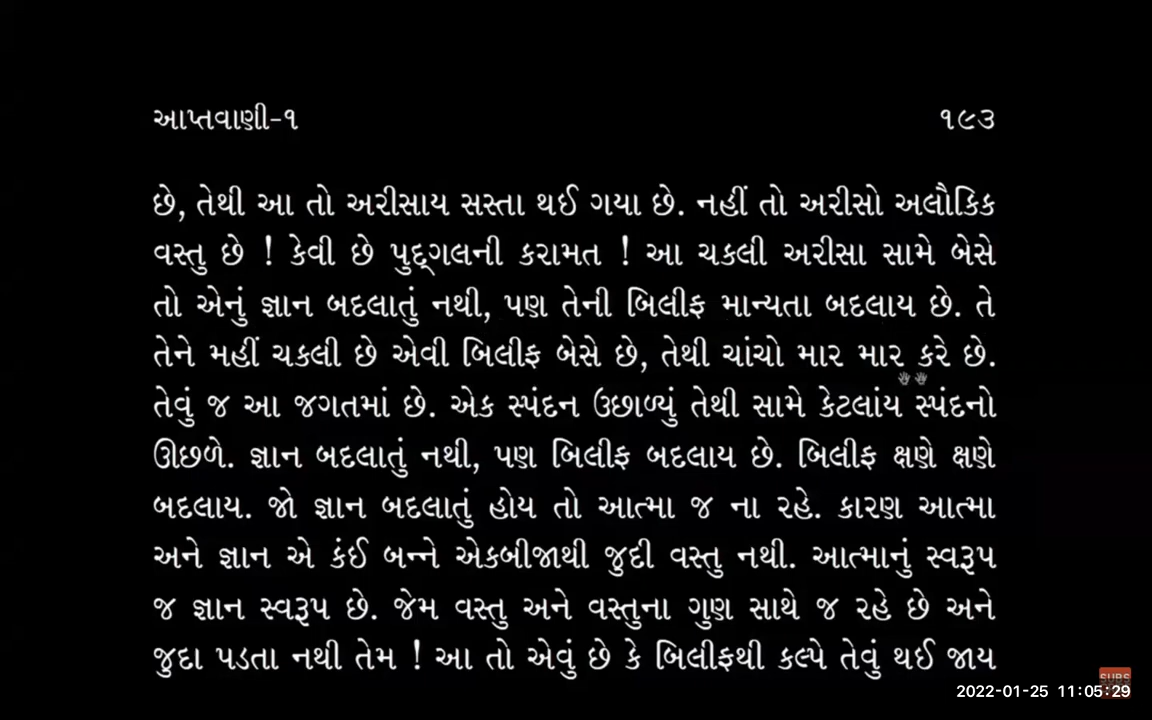 આપ્તવાણી-૧ ૧૯૩
છે, તેથી આ તો અરીસાય સસ્તા થઈ ગયા છે. નહીં તો અરીસો અલૌકિક
વસ્તુ છે ! કેવી છે પુદ્ગલની કરામત ! આ ચકલી અરીસા સામે બેસે
તો એનું જ્ઞાન બદલાતું નથી, પણ તેની બિલીફ માન્યતા બદલાય છે. તે
તેને મહીં ચકલી છે એવી બિલીફ બેસે છે, તેથી ચાંચો માર માર કરે છે.
તેવું જ આ જગતમાં છે. એક સ્પંદન ઉછાળ્યું તેથી સામે કેટલાંય સ્પંદનો
ઊછળે. જ્ઞાન બદલાતું નથી, પણ બિલીફ બદલાય છે. બિલીફ ક્ષણે ક્ષણે
બદલાય. જો જ્ઞાન બદલાતું હોય તો આત્મા જ ના રહે. કારણ આત્મા
અને જ્ઞાન એ કંઈ બન્ને એકબીજાથી જુદી વસ્તુ નથી. આત્માનું સ્વરૂપ
જ જ્ઞાન સ્વરૂપ છે. જેમ વસ્તુ અને વસ્તુના ગુણ સાથે જ રહે છે અને
જુદા પડતા નથી તેમ ! આ તો એવું છે કે બિલીફથી કલ્પે તેવું થઈ જાય
SUBS
2022-01-25 11:05:29